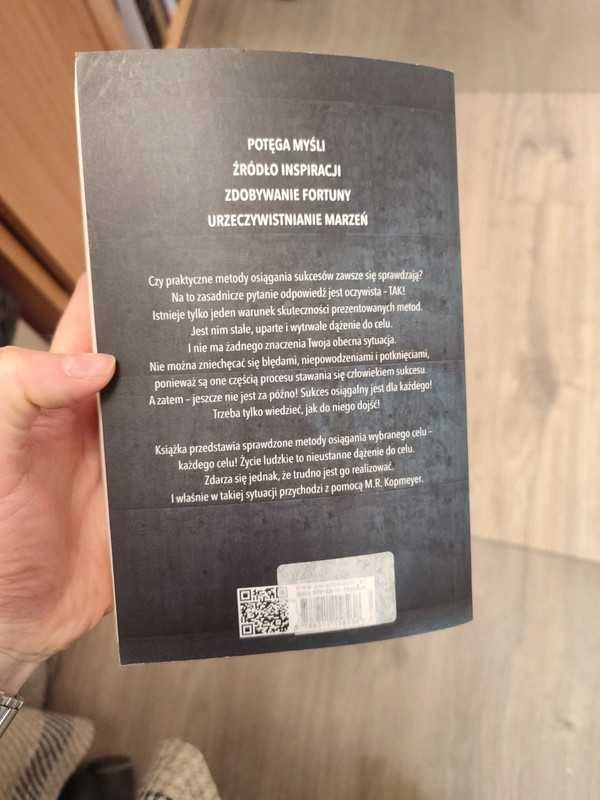 POTĘGA MYŚLI
ŹRÓDŁO INSPIRACJI
ZDOBYWANIE FORTUNY
URZECZYWISTNIANIE MARZEŃ
Czy praktyczne metody osiągania sukcesów zawsze się sprawdzają?
Na to zasadnicze pytanie odpowiedź jest oczywista – TAK!
Istnieje tylko jeden warunek skuteczności prezentowanych metod.
Jest nim stałe, uparte i wytrwałe dążenie do celu.
I nie ma żadnego znaczenia Twoja obecna sytuacja.
Nie można zniechęcać się błędami, niepowodzeniami i potknięciami,
ponieważ są one częścią procesu stawania się człowiekiem sukcesu.
A zatem – jeszcze nie jest za późno! Sukces osiągalny jest dla każdego!
Trzeba tylko wiedzieć, jak do niego dojść!
Książka przedstawia sprawdzone metody osiągania wybranego celu –
każdego celu! Życie ludzkie to nieustanne dążenie do celu.
Zdarza się jednak, że trudno jest go realizować.
I właśnie w takiej sytuacji przychodzi z pomocą M.R. Kopmeyer.